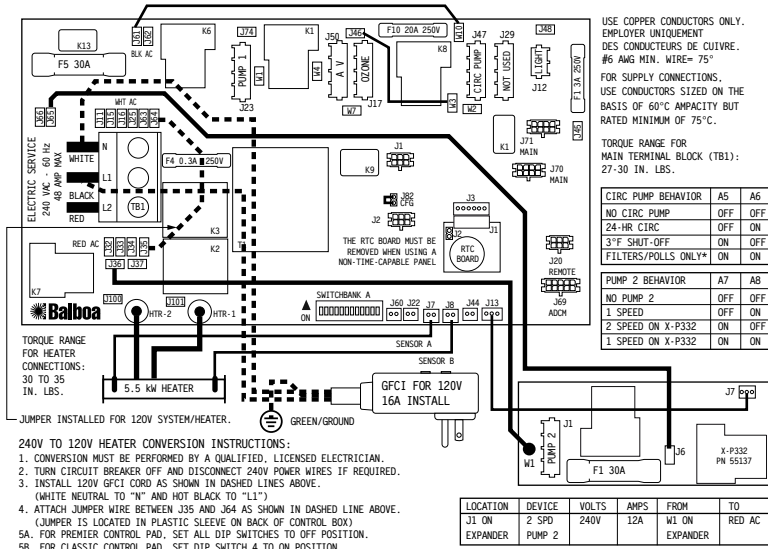 USE COPPER CONDUCTORS ONLY.
EMPLOYER UNIQUEMENT
DES CONDUCTEURS DE CUIVRE.
#6 AWG MIN. WIRE= 75°
FOR SUPPLY CONNECTIONS,
USE CONDUCTORS SIZED ON THE
BASIS OF 60°C AMPACITY BUT
RATED MINIMUM OF 75°C.
TORQUE RANGE FOR
MAIN TERMINAL BLOCK (TB1):
27-30 IN. LBS.
CIRC PUMP BEHAVIOR A5 A6
NO CIRC PUMP OFF OFF
24-HR CIRC OFF ON
3°F SHUT-OFF ON OFF
FILTERS/POLLS ONLY* ON ON
PUMP 2 BEHAVIOR A7 A8
NO PUMP 2 OFF OFF
1 SPEED OFF ON
2 SPEED ON X-P332 ON OFF
1 SPEED ON X-P332 ON ON
K13
F5 30A
J61
J62
BLK AC
K6
J74
PUMP 1
J23
W1
K1
W4
J50
A V
J46
OZONE
J17
W7
F10 20A 250V
K8
W10
W3
J47
CIRC PUMP
W2
J29
NOT USED
J48
LIGHT
J12
F1 3A 250V
J45
J66
J65
WHT AC
J11
J15
J16
J25
J63
J64
ELECTRIC SERVICE
240 VAC - 60 Hz
48 AMP MAX
WHITE
N
L1
BLACK
L2
RED
TB1
F4 0.3A 250V
K3
K2
K9
J1
K1
J71
MAIN
J70
MAIN
J82
CFE
J2
J3
J2
J1
RTC
BOARD
THE RTC BOARD MUST BE
REMOVED WHEN USING A
NON-TIME-CAPABLE PANEL
J20
REMOTE
J69
ADCM
RED AC
J32
J33
J34
J35
J36
J37
K7
J100
J101
Balboa
HTR-2
HTR-1
SWITCHBANK A
ON
J60
J22
J7
J8
J44
J13
SENSOR A
SENSOR B
TORQUE RANGE
FOR HEATER
CONNECTIONS:
30 TO 35
IN. LBS.
5.5 kW HEATER
GFCI FOR 120V
16A INSTALL
GREEN/GROUND
JUMPER INSTALLED FOR 120V SYSTEM/HEATER.
W1
J1
PUMP 2
F1 30A
J6
J7
X-P332
PN 55137
240V TO 120V HEATER CONVERSION INSTRUCTIONS:
1. CONVERSION MUST BE PERFORMED BY A QUALIFIED, LICENSED ELECTRICIAN.
2. TURN CIRCUIT BREAKER OFF AND DISCONNECT 240V POWER WIRES IF REQUIRED.
3. INSTALL 120V GFCI CORD AS SHOWN IN DASHED LINES ABOVE.
(WHITE NEUTRAL TO "N" AND HOT BLACK TO "L1")
4. ATTACH JUMPER WIRE BETWEEN J35 AND J64 AS SHOWN IN DASHED LINE ABOVE.
(JUMPER IS LOCATED IN PLASTIC SLEEVE ON BACK OF CONTROL BOX)
5A. FOR PREMIER CONTROL PAD, SET ALL DIP SWITCHES TO OFF POSITION.
5B. FOR CLASSIC CONTROL PAD, SET DIP SWITCH 4 TO ON POSITION.
LOCATION DEVICE VOLTS AMPS FROM TO
J1 ON 2 SPD 240V 12A W1 ON RED AC
EXPANDER PUMP 2 EXPANDER